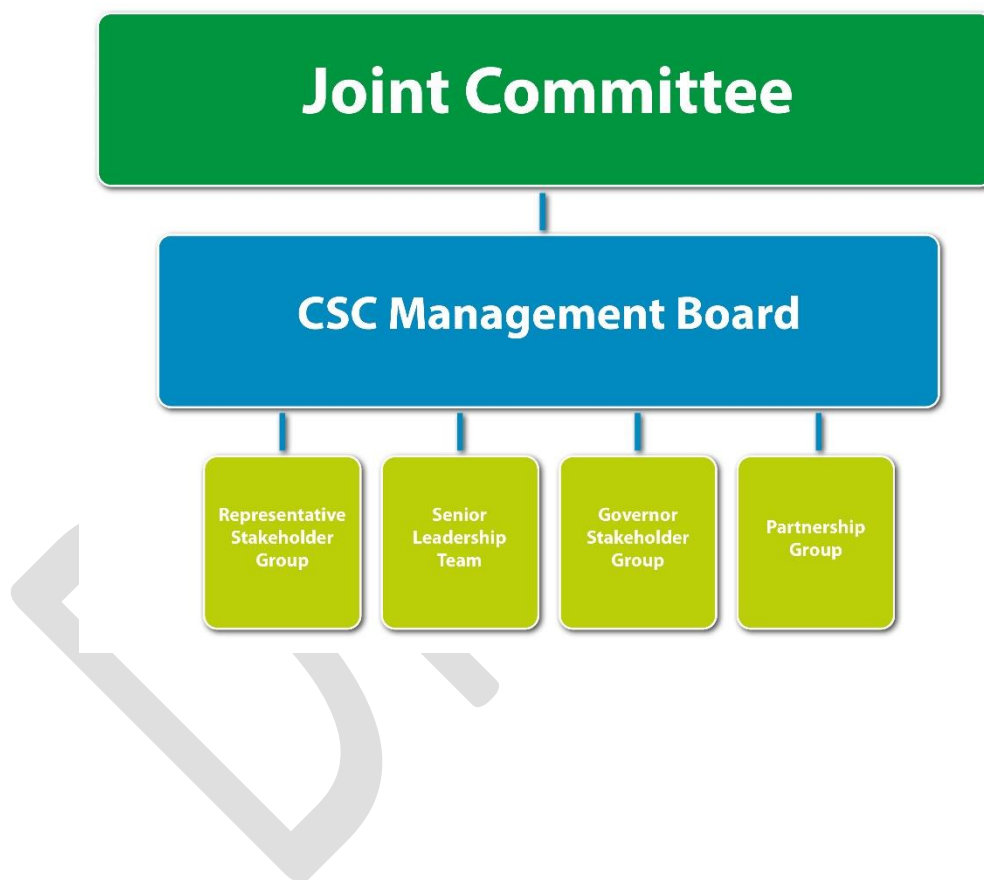 Joint Committee
CSC Management Board
Representative
Stakeholder
Group
Senior
Leadership
Team
Governor
Stakeholder
Group
Partnership
Group